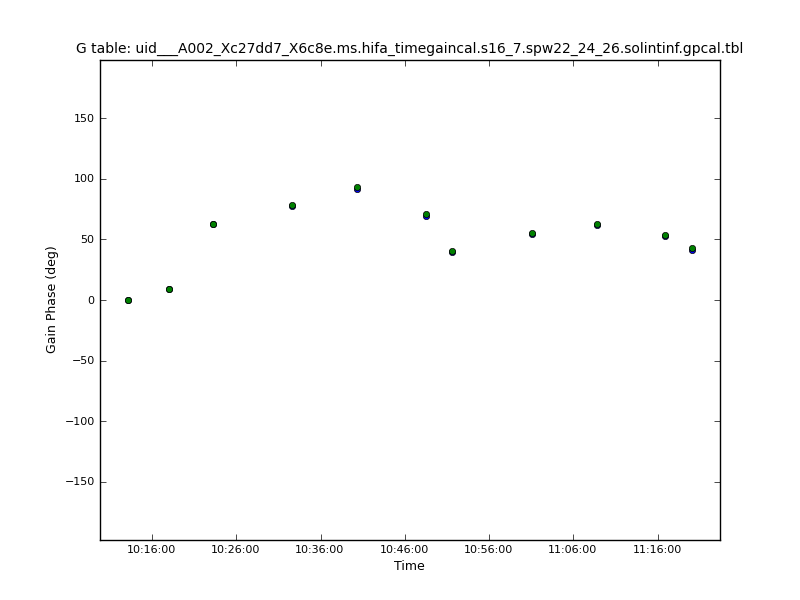 G table: uid___A002_Xc27dd7_X6c8e.ms.hifa_timegaincal.s16_7.spw22_24_26.solintinf.gpcal.tbl
150
100
50
0
−50
−100
−150
Gain Phase (deg)
10:16:00 10:26:00 10:36:00 10:46:00 10:56:00 11:06:00 11:16:00
Time